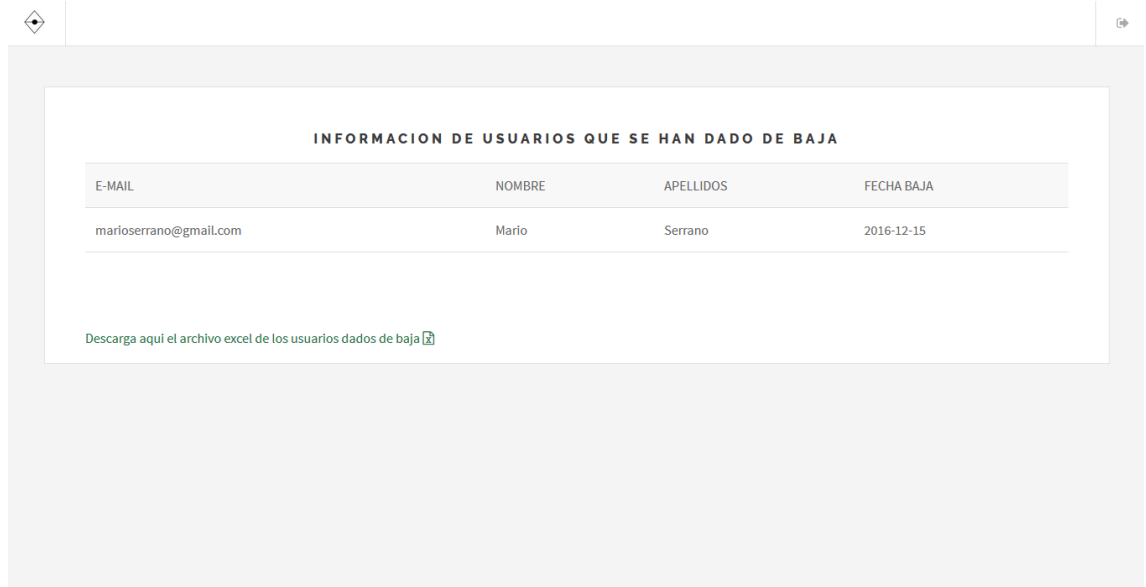 INFORMACION DE USUARIOS QUE SE HAN DADO DE BAJA
E-MAIL NOMBRE APELLIDOS FECHA BAJA
marioserrano@gmail.com Mario Serrano 2016-12-15
Descarga aqui el archivo excel de los usuarios dados de baja